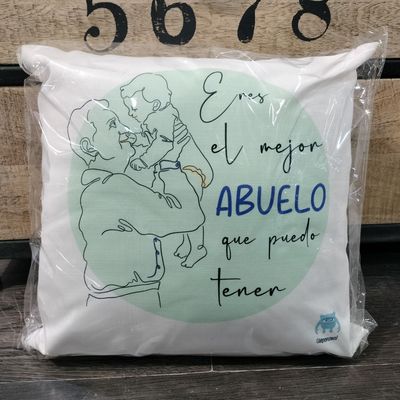 5678
Eres
el mejor
ABUELO
que puedo
tener